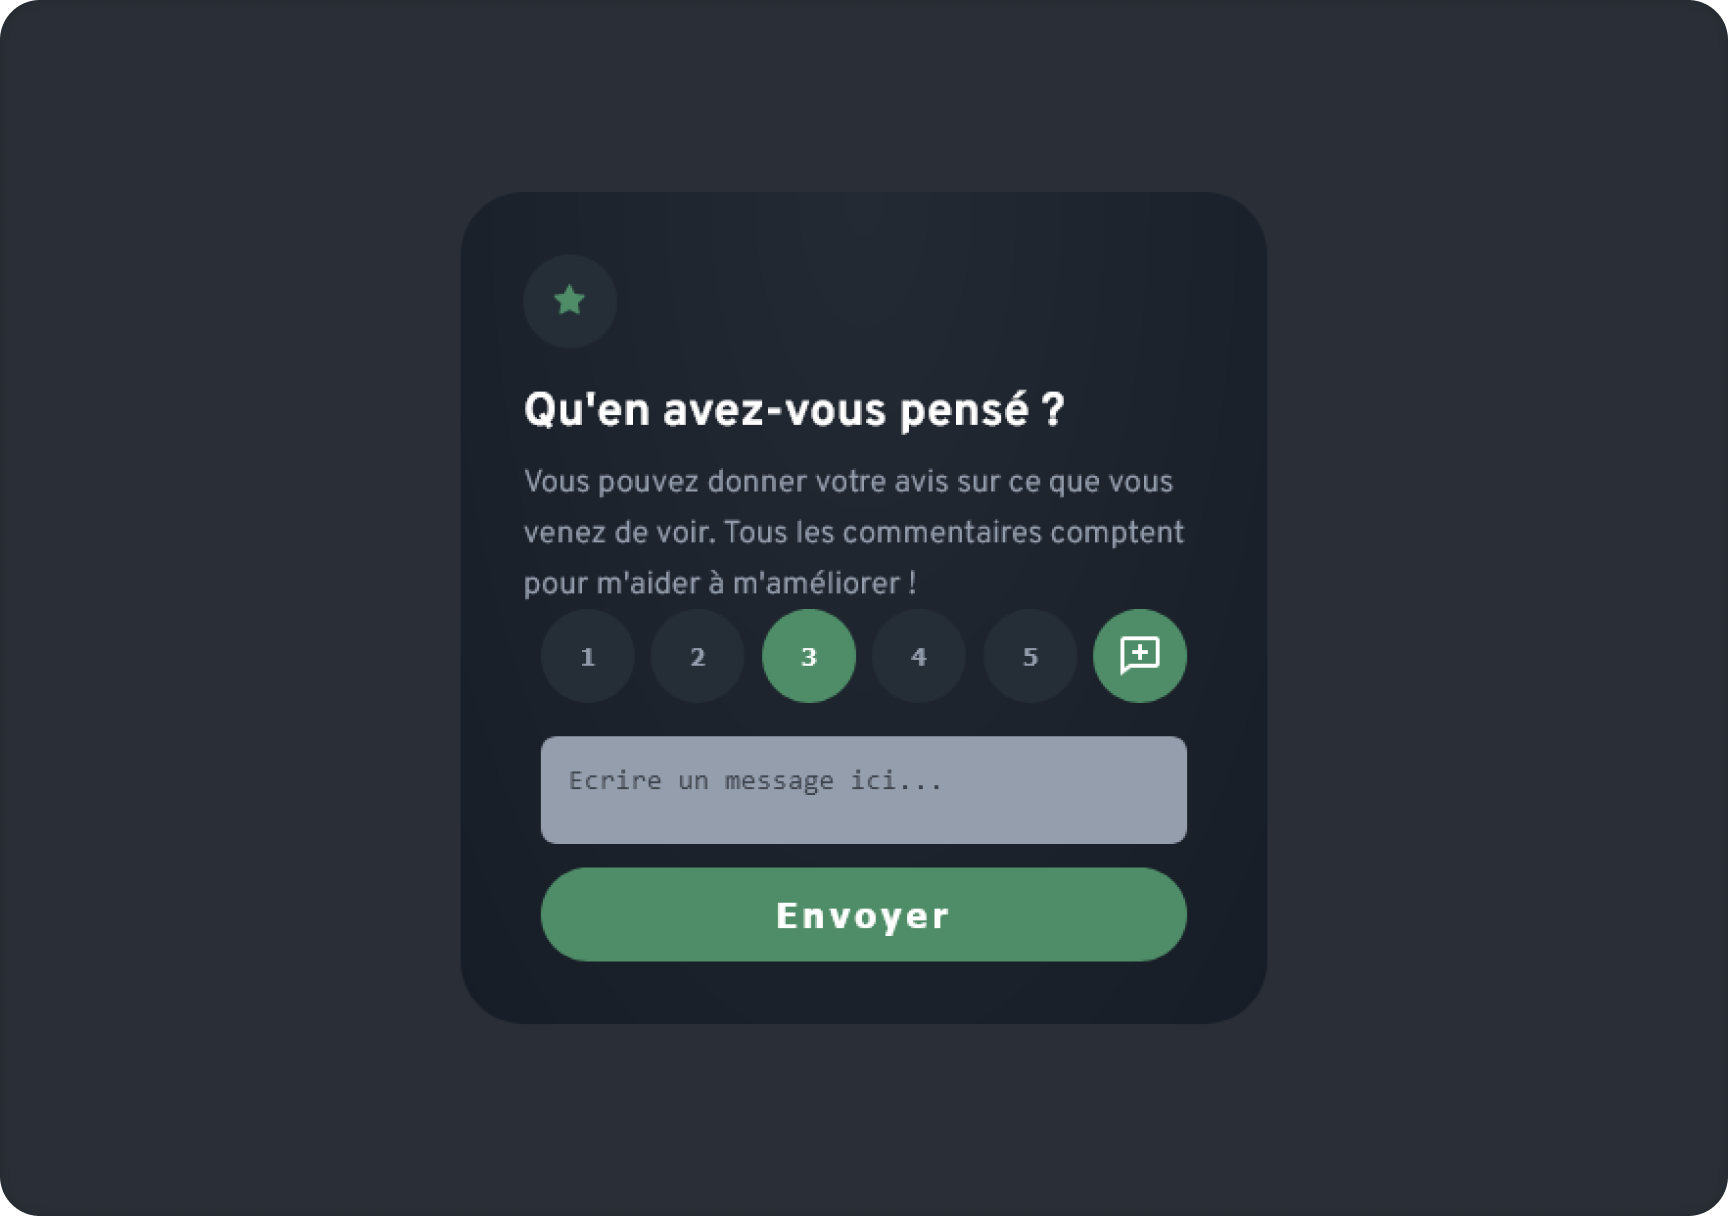 Qu'en avez-vous pensé ?
Vous pouvez donner votre avis sur ce que vous
venez de voir. Tous les commentaires comptent
pour m'aider à m'améliorer !
1 2 3 4 5
Ecrire un message ici...
Envoyer